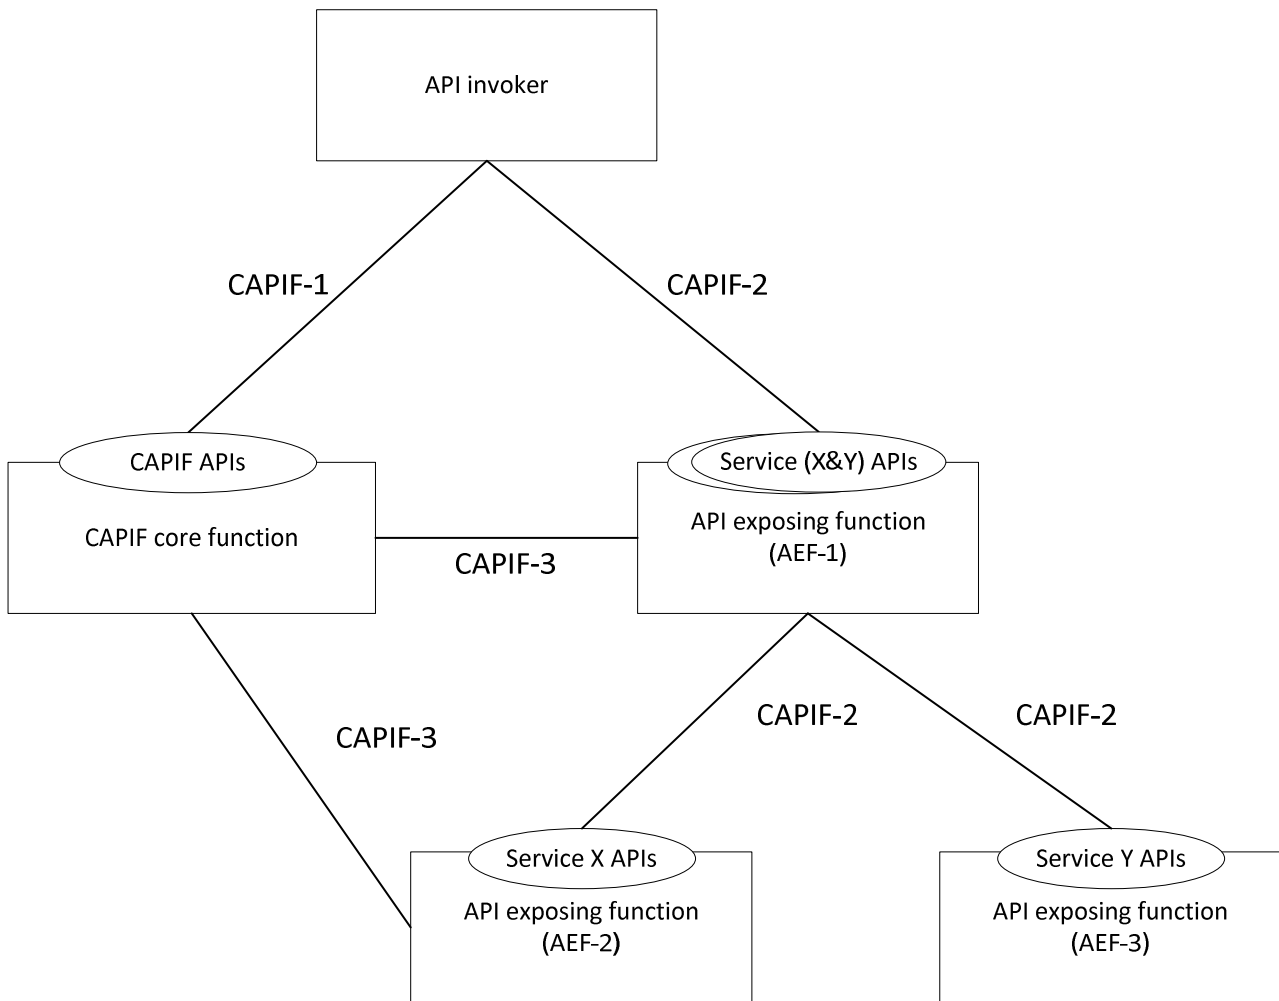 API invoker
CAPIF-1
CAPIF-2
CAPIF APIs
Service (X&Y) APIs
CAPIF core function
API exposing function
(AEF-1)
CAPIF-3
CAPIF-3
CAPIF-2
CAPIF-2
Service X APIs
Service Y APIs
API exposing function
(AEF-2)
API exposing function
(AEF-3)